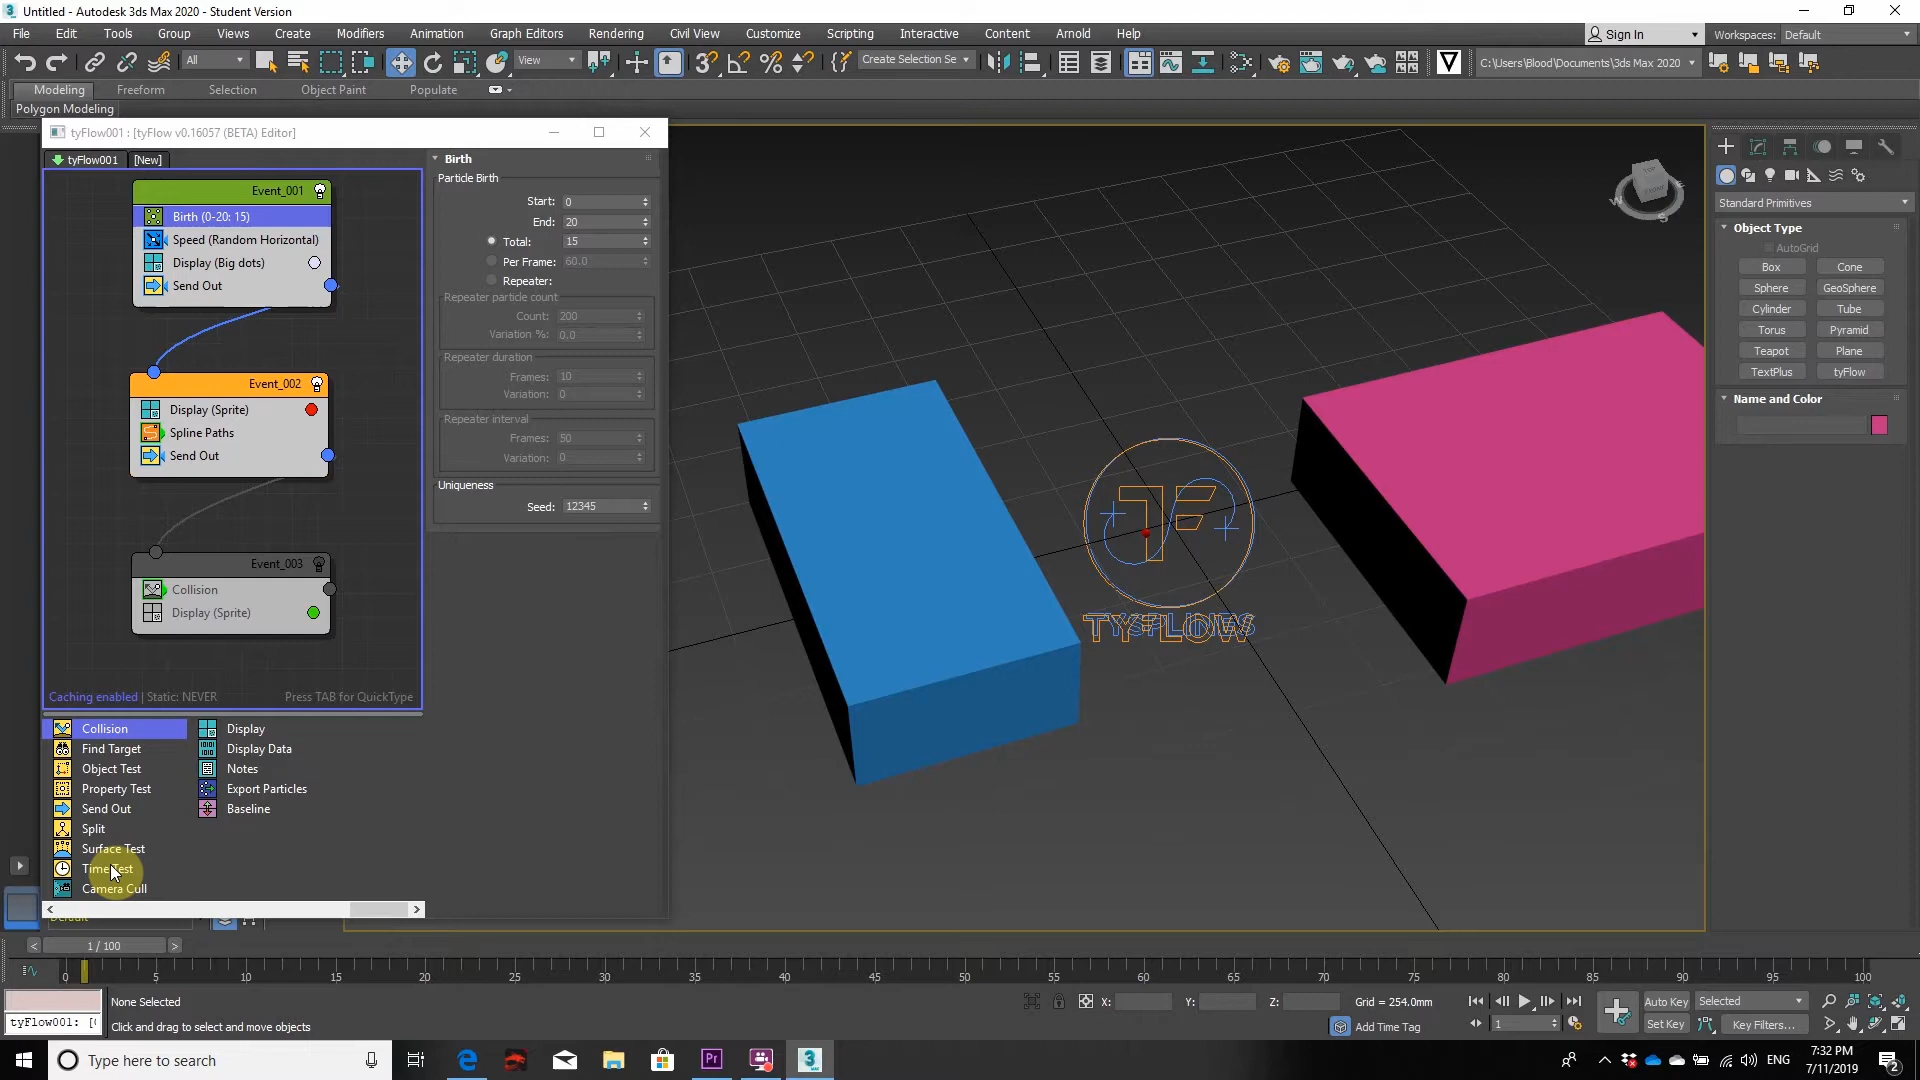 Untitled - Autodesk 3ds Max 2020 - Student Version
File Edit Tools Group Views Create Modifiers Animation Graph Editors Rendering Civil View Customize Scripting Interactive Content Arnold Help Sign In Workspaces: Default
All View Create Selection Se C:\Users\Blood\Documents\3ds Max 2020
Modeling Freeform Selection Object Paint Populate
Polygon Modeling
tyFlow001 : [tyFlow v0.16057 (BETA) Editor]
tyFlow001 [New]
Event_001
Birth (0-20: 15)
Speed (Random Horizontal)
Display (Big dots)
Send Out
Event_002
Display (Sprite)
Spline Paths
Send Out
Event_003
Collision
Display (Sprite)
Caching enabled | Static: NEVER Press TAB for QuickType
Collision
Find Target
Object Test
Property Test
Send Out
Split
Surface Test
Time Test
Camera Cull
Display
Display Data
Notes
Export Particles
Baseline
Birth
Particle Birth
Start: 0
End: 20
Total: 15
Per Frame: 60.0
Repeater:
Repeater particle count
Count: 200
Variation %: 0.0
Repeater duration
Frames: 10
Variation: 0
Repeater interval
Frames: 50
Variation: 0
Uniqueness
Seed: 12345
TF
TYFLOW
TOP
FRONT
W
S
Standard Primitives
Object Type
AutoGrid
Box Cone
Sphere GeoSphere
Cylinder Tube
Torus Pyramid
Teapot Plane
TextPlus tyFlow
Name and Color
Default
< 1 / 100 >
0 5 10 15 20 25 30 35 40 45 50 55 60 65 70 75 80 85 90 95 100
None Selected X: Y: Z: Grid = 254.0mm Auto Key Selected
tyFlow001: [
Click and drag to select and move objects Add Time Tag 1 Set Key Key Filters...
Type here to search ENG 7:32 PM
7/11/2019
2